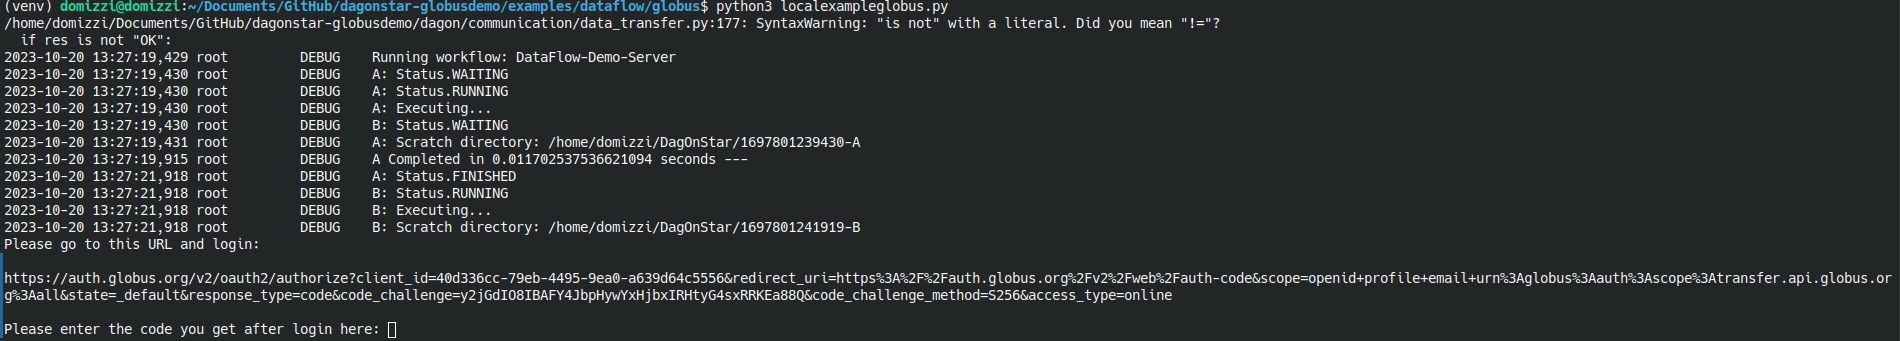 (venv) domizzi@domizzi:~/Documents/GitHub/dagonstar-globusdemo/examples/dataflow/globus$ python3 localexampleglobus.py
/home/domizzi/Documents/GitHub/dagonstar-globusdemo/dagon/communication/data_transfer.py:177: SyntaxWarning: "is not" with a literal. Did you mean "!="?
  if res is not "OK":
2023-10-20 13:27:19,429 root         DEBUG    Running workflow: DataFlow-Demo-Server
2023-10-20 13:27:19,430 root         DEBUG    A: Status.WAITING
2023-10-20 13:27:19,430 root         DEBUG    A: Status.RUNNING
2023-10-20 13:27:19,430 root         DEBUG    A: Executing...
2023-10-20 13:27:19,430 root         DEBUG    B: Status.WAITING
2023-10-20 13:27:19,431 root         DEBUG    A: Scratch directory: /home/domizzi/DagOnStar/1697801239430-A
2023-10-20 13:27:19,915 root         DEBUG    A Completed in 0.011702537536621094 seconds ---
2023-10-20 13:27:21,918 root         DEBUG    A: Status.FINISHED
2023-10-20 13:27:21,918 root         DEBUG    B: Status.RUNNING
2023-10-20 13:27:21,918 root         DEBUG    B: Executing...
2023-10-20 13:27:21,918 root         DEBUG    B: Scratch directory: /home/domizzi/DagOnStar/1697801241919-B
Please go to this URL and login:
https://auth.globus.org/v2/oauth2/authorize?client_id=40d336cc-79eb-4495-9ea0-a639d64c5556&redirect_uri=https%3A%2F%2Fauth.globus.org%2Fv2%2Fweb%2Fauth-code&scope=openid+profile+email+urn%3Aglobus%3Aauth%3Ascope%3Atransfer.api.globus.or
g%3Aall&state=_default&response_type=code&code_challenge=y2jGdIO8IBAFY4JbpHywYxHjbxIRHtyG4sxRRKEa88Q&code_challenge_method=S256&access_type=online
Please enter the code you get after login here: